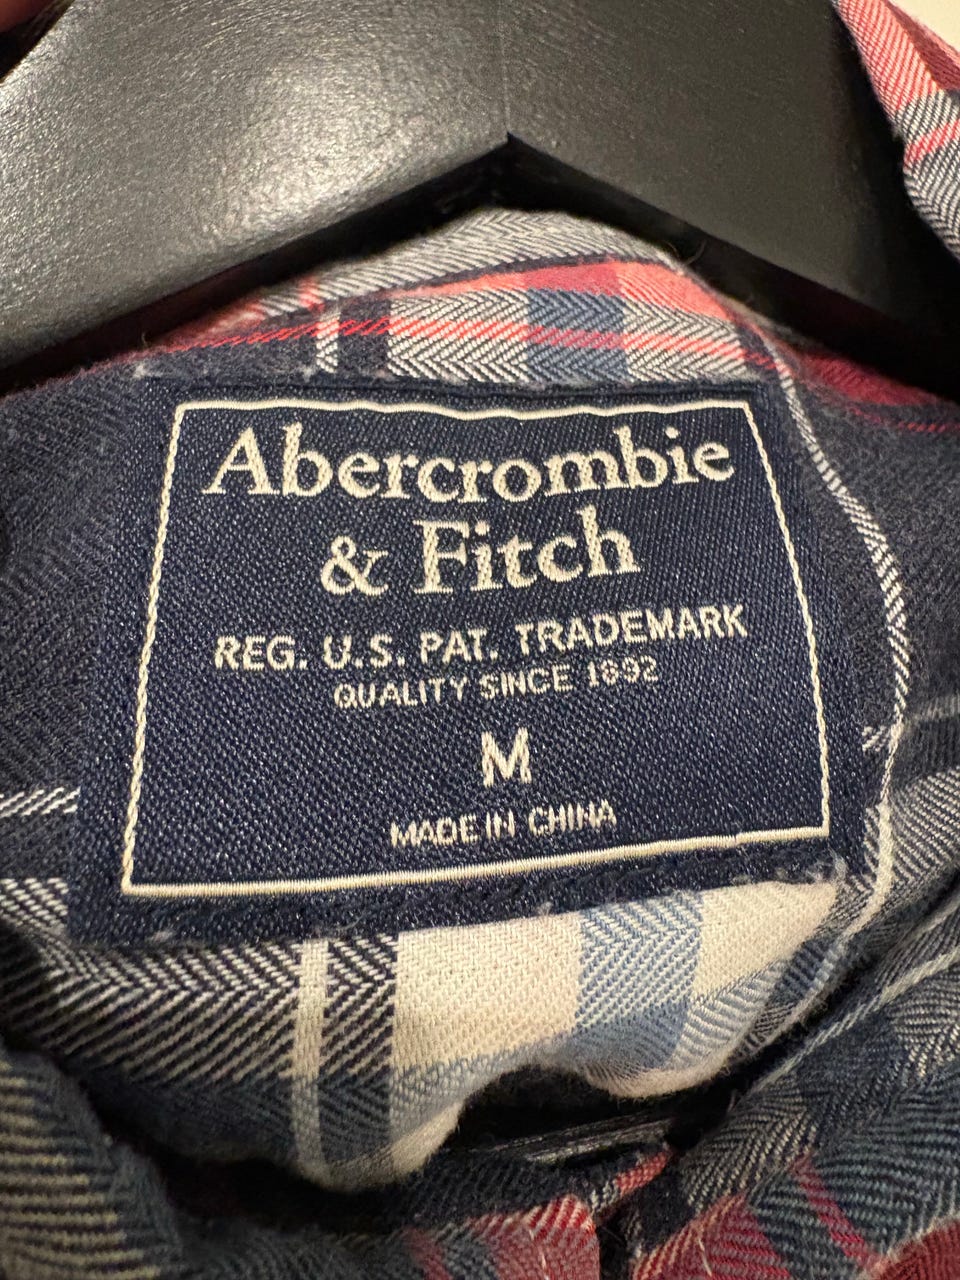 Abercrombie
& Fitch
REG. U.S. PAT. TRADEMARK
QUALITY SINCE 1892
M
MADE IN CHINA